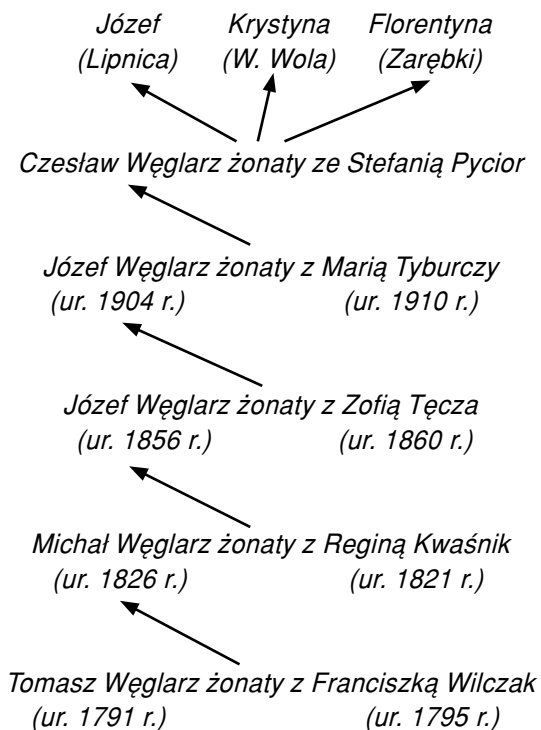 Józef Krystyna Florentyna
(Lipnica) (W. Wola) (Zarębki)
Czesław Węglarz żonaty ze Stefanią Pycior
Józef Węglarz żonaty z Marią Tyburczy
(ur. 1904 r.) (ur. 1910 r.)
Józef Węglarz żonaty z Zofią Tęcza
(ur. 1856 r.) (ur. 1860 r.)
Michał Węglarz żonaty z Reginą Kwaśnik
(ur. 1826 r.) (ur. 1821 r.)
Tomasz Węglarz żonaty z Franciszką Wilczak
(ur. 1791 r.) (ur. 1795 r.)